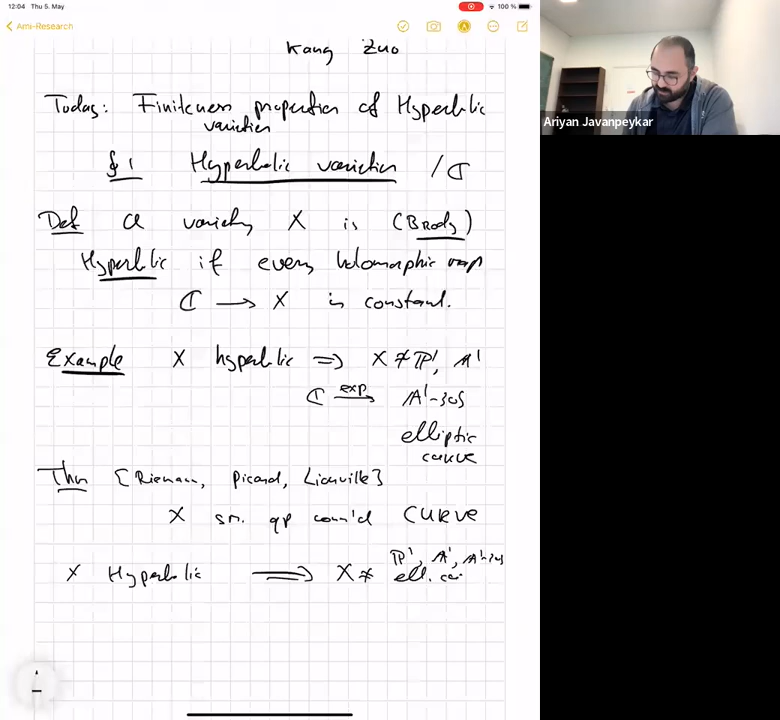 12:04 Thu 5. May
100 %
Ami-Research
Kang Zuo
Today: Finiteness properties of Hyperbolic
varieties
§ 1 Hyperbolic varieties / ℂ
Def A variety X is (Brody)
Hyperbolic if every holomorphic map
ℂ → X is constant.
Example X hyperbolic ⇒ X ≠ ℙ¹, 𝔸¹
ℂ exp→ 𝔸¹-{0}
elliptic
curve
Thm [Riemann, Picard, Liouville]
X sm. qp conn'd CURVE
X Hyperbolic ⇒ X ≠ ℙ¹, 𝔸¹, 𝔸¹-{0}
ell. cu
Ariyan Javanpeykar